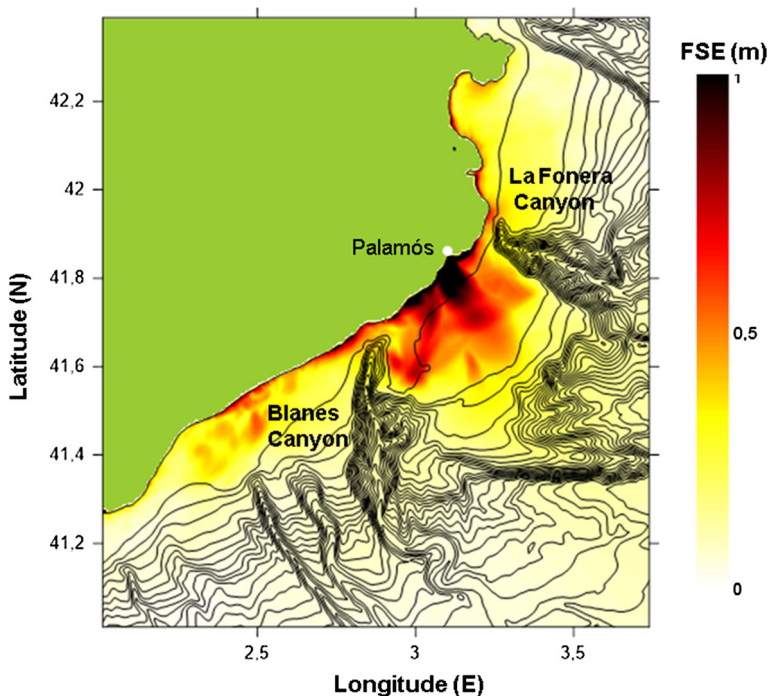 FSE (m)
1
0,5
0
42,2
42
41,8
41,6
41,4
41,2
Latitude (N)
La Fonera
Canyon
Palamós
Blanes
Canyon
2,5
3
3,5
Longitude (E)